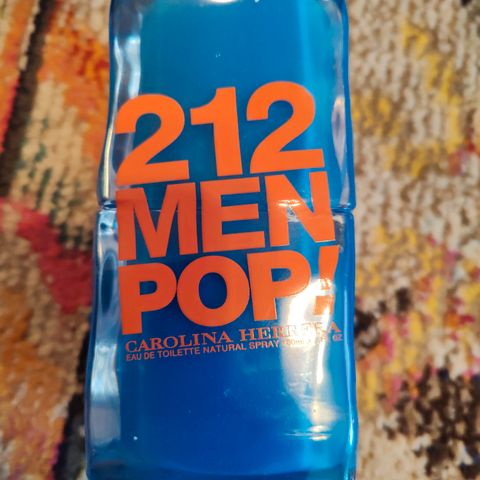 212
MEN
POP!
CAROLINA HERRERA
EAU DE TOILETTE NATURAL SPRAY